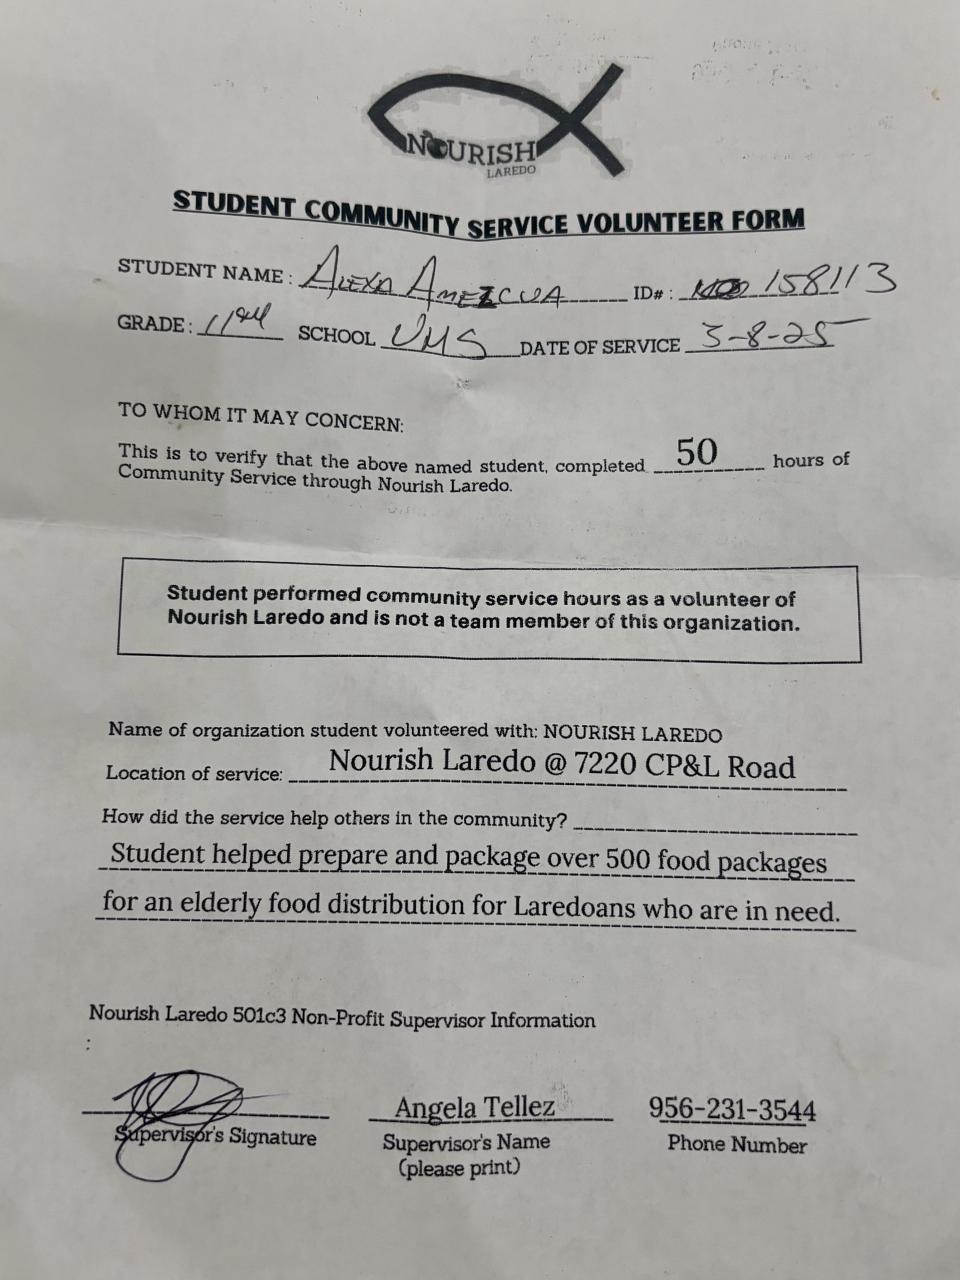 NOURISH
LAREDO
STUDENT COMMUNITY SERVICE VOLUNTEER FORM
STUDENT NAME: ALEXA AMEZCUA ID#: 158113
GRADE: 11th SCHOOL UHS DATE OF SERVICE 3-8-25
TO WHOM IT MAY CONCERN:
This is to verify that the above named student, completed 50 hours of
Community Service through Nourish Laredo.
Student performed community service hours as a volunteer of
Nourish Laredo and is not a team member of this organization.
Name of organization student volunteered with: NOURISH LAREDO
Location of service: Nourish Laredo @ 7220 CP&L Road
How did the service help others in the community?
Student helped prepare and package over 500 food packages
for an elderly food distribution for Laredoans who are in need.
Nourish Laredo 501c3 Non-Profit Supervisor Information
:
Angela Tellez 956-231-3544
Supervisor's Signature Supervisor's Name Phone Number
(please print)